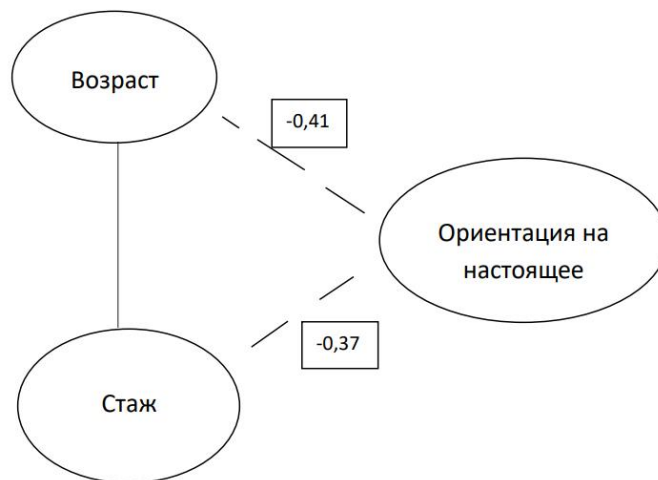 Возраст
-0,41
Ориентация на
настоящее
-0,37
Стаж